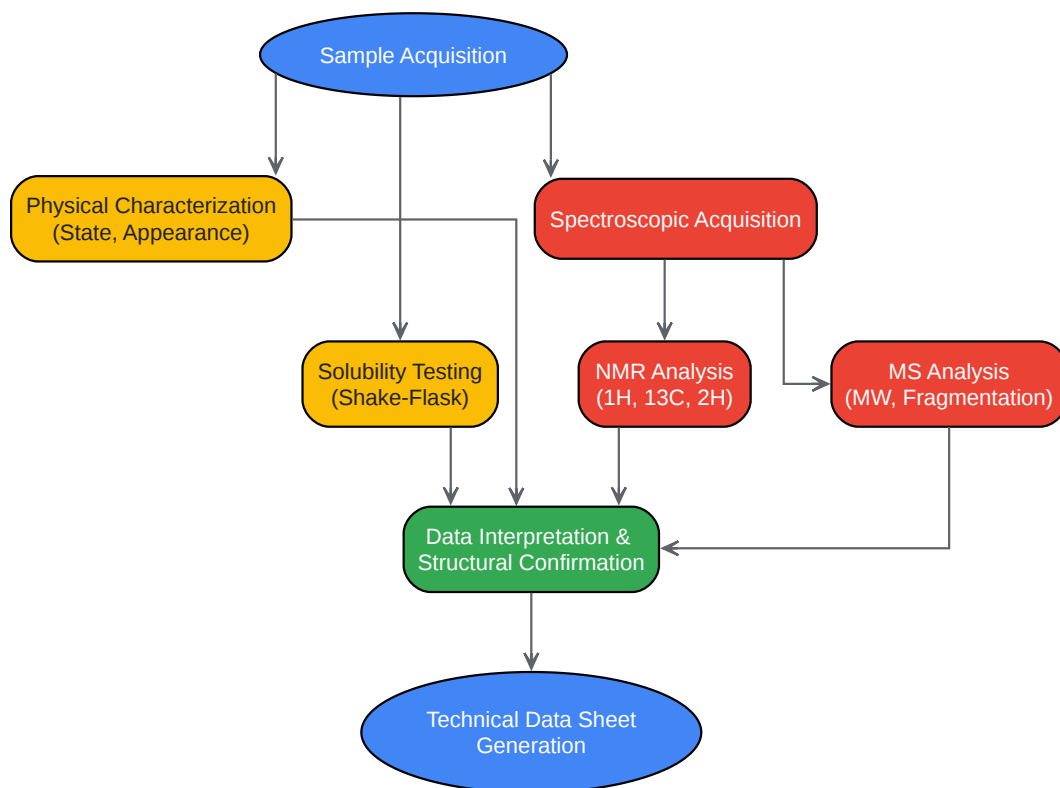 Sample Acquisition
Physical Characterization
(State, Appearance)
Spectroscopic Acquisition
Solubility Testing
(Shake-Flask)
NMR Analysis
(1H, 13C, 2H)
MS Analysis
(MW, Fragmentation)
Data Interpretation &
Structural Confirmation
Technical Data Sheet
Generation